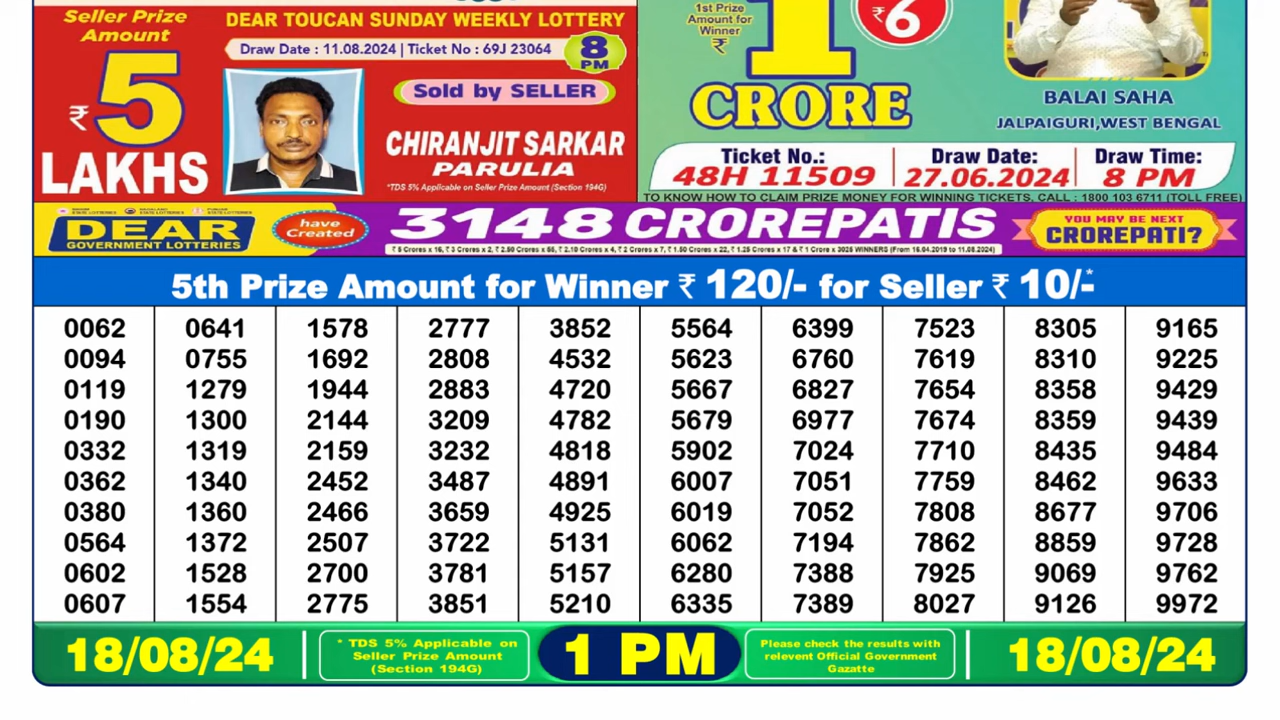 Seller Prize
Amount
₹ 5
LAKHS
DEAR TOUCAN SUNDAY WEEKLY LOTTERY
Draw Date : 11.08.2024 | Ticket No : 69J 23064
8
PM
Sold by SELLER
CHIRANJIT SARKAR
PARULIA
*TDS 5% Applicable on Seller Prize Amount (Section 194G)
1st Prize
Amount for
Winner
₹
1
CRORE
₹6
BALAI SAHA
JALPAIGURI,WEST BENGAL
Ticket No.: Draw Date: Draw Time:
48H 11509 27.06.2024 8 PM
TO KNOW HOW TO CLAIM PRIZE MONEY FOR WINNING TICKETS, CALL : 1800 103 6711 (TOLL FREE)
DEAR
GOVERNMENT LOTTERIES
have
Created
3148 CROREPATIS
YOU MAY BE NEXT
CROREPATI?
5th Prize Amount for Winner ₹ 120/- for Seller ₹ 10/-*
0062 0641 1578 2777 3852 5564 6399 7523 8305 9165
0094 0755 1692 2808 4532 5623 6760 7619 8310 9225
0119 1279 1944 2883 4720 5667 6827 7654 8358 9429
0190 1300 2144 3209 4782 5679 6977 7674 8359 9439
0332 1319 2159 3232 4818 5902 7024 7710 8435 9484
0362 1340 2452 3487 4891 6007 7051 7759 8462 9633
0380 1360 2466 3659 4925 6019 7052 7808 8677 9706
0564 1372 2507 3722 5131 6062 7194 7862 8859 9728
0602 1528 2700 3781 5157 6280 7388 7925 9069 9762
0607 1554 2775 3851 5210 6335 7389 8027 9126 9972
18/08/24
* TDS 5% Applicable on
Seller Prize Amount
(Section 194G)
1 PM
Please check the results with
relevent Official Government
Gazatte
18/08/24